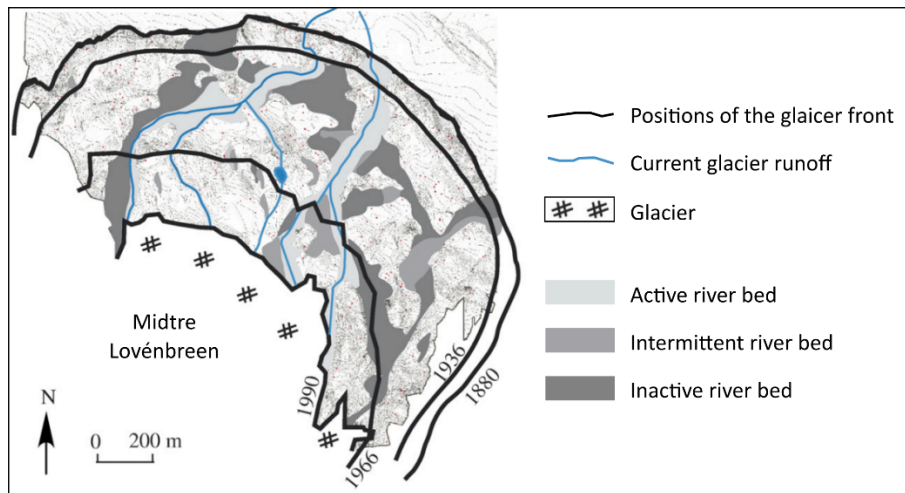 Positions of the glaicer front
Current glacier runoff
Glacier
Midtre
Lovénbreen
Active river bed
Intermittent river bed
Inactive river bed
1990
1966
1936
1880
N
0 200 m